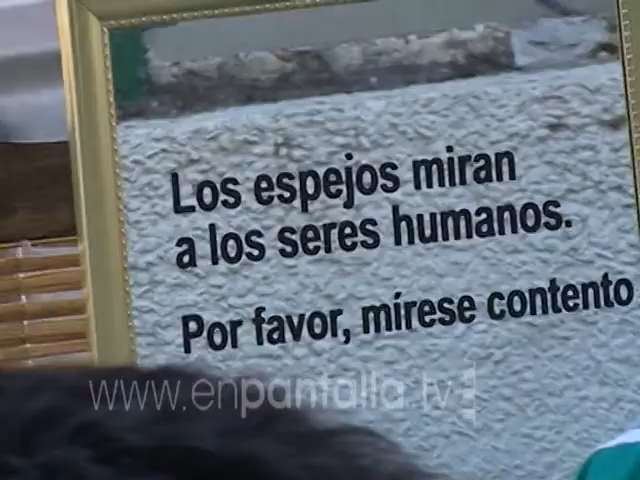 Los espejos miran
a los seres humanos.
Por favor, mírese contento
www.enpantalla.tv